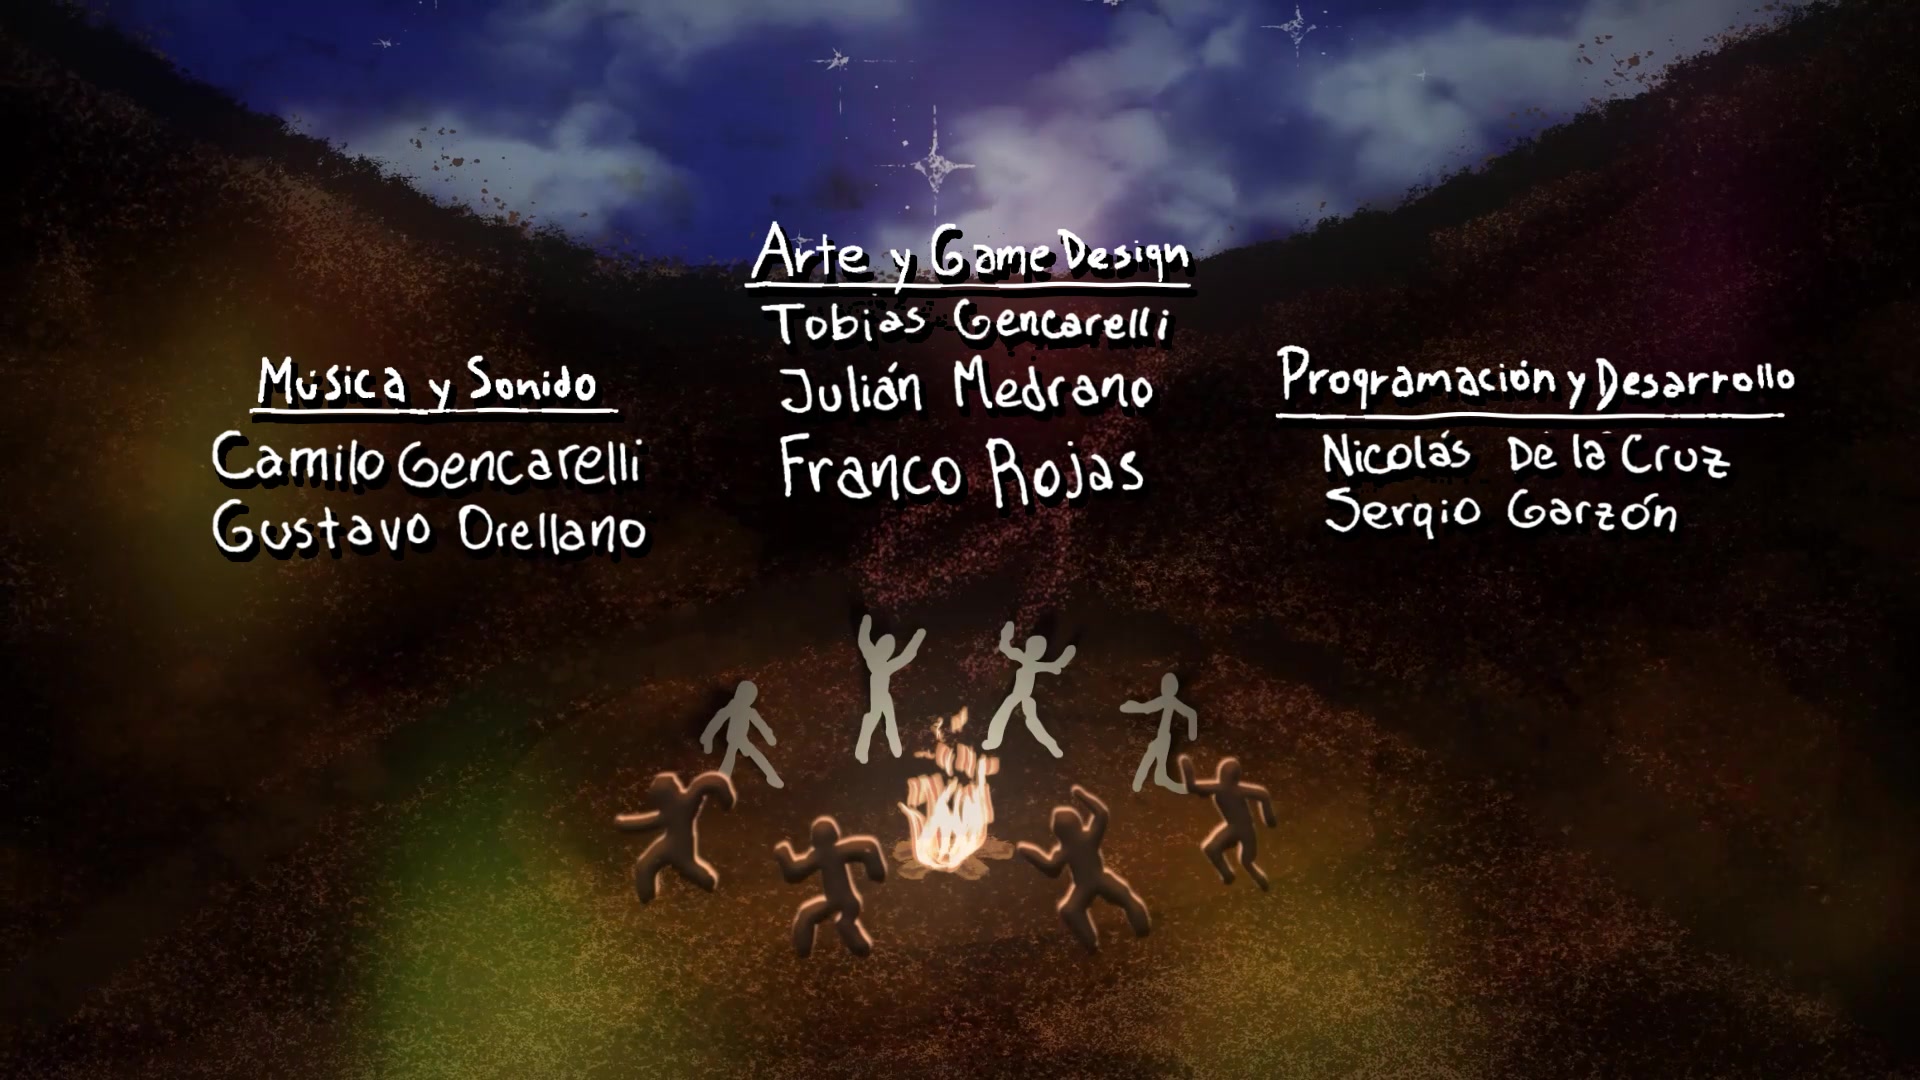 Música y Sonido
Camilo Gencarelli
Gustavo Orellano
Arte y Game Design
Tobias Gencarelli
Julián Medrano
Franco Rojas
Programación y Desarrollo
Nicolás De la Cruz
Sergio Garzón